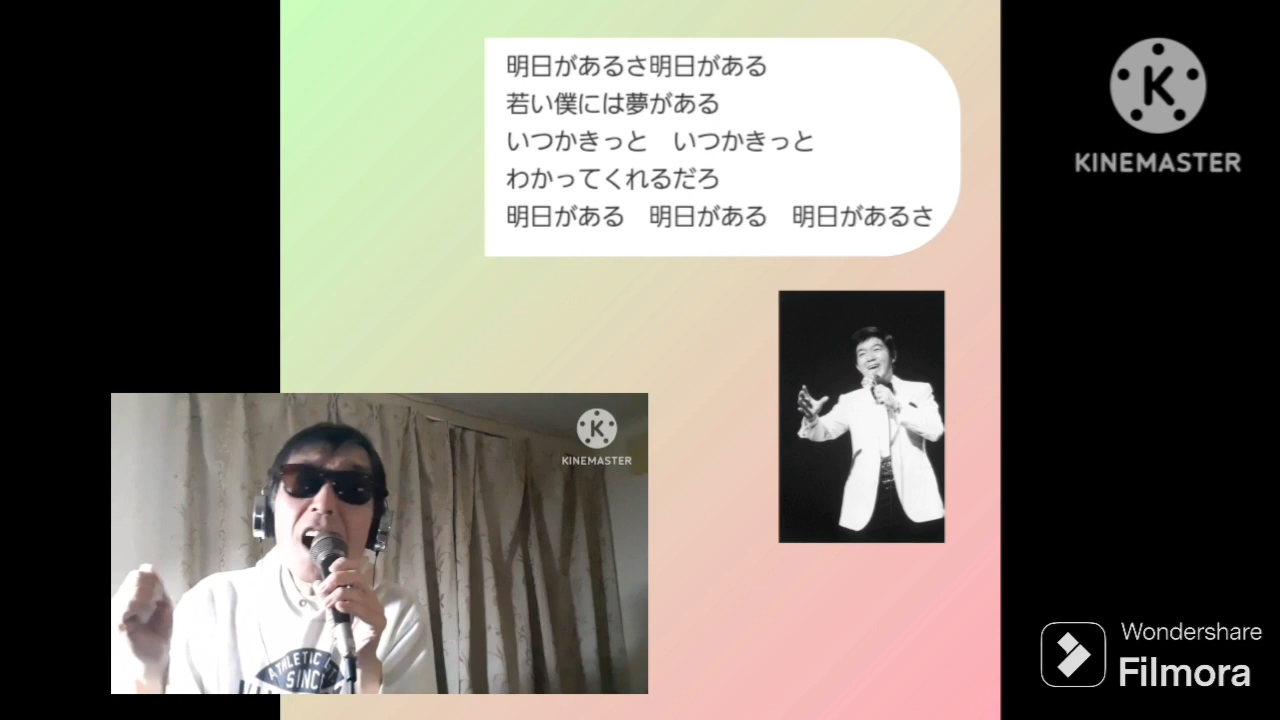 明日があるさ明日がある
若い僕には夢がある
いつかきっと　いつかきっと
わかってくれるだろ
明日がある　明日がある　明日があるさ
K
KINEMASTER
K
KINEMASTER
ATHLETIC
SINC
Wondershare
Filmora